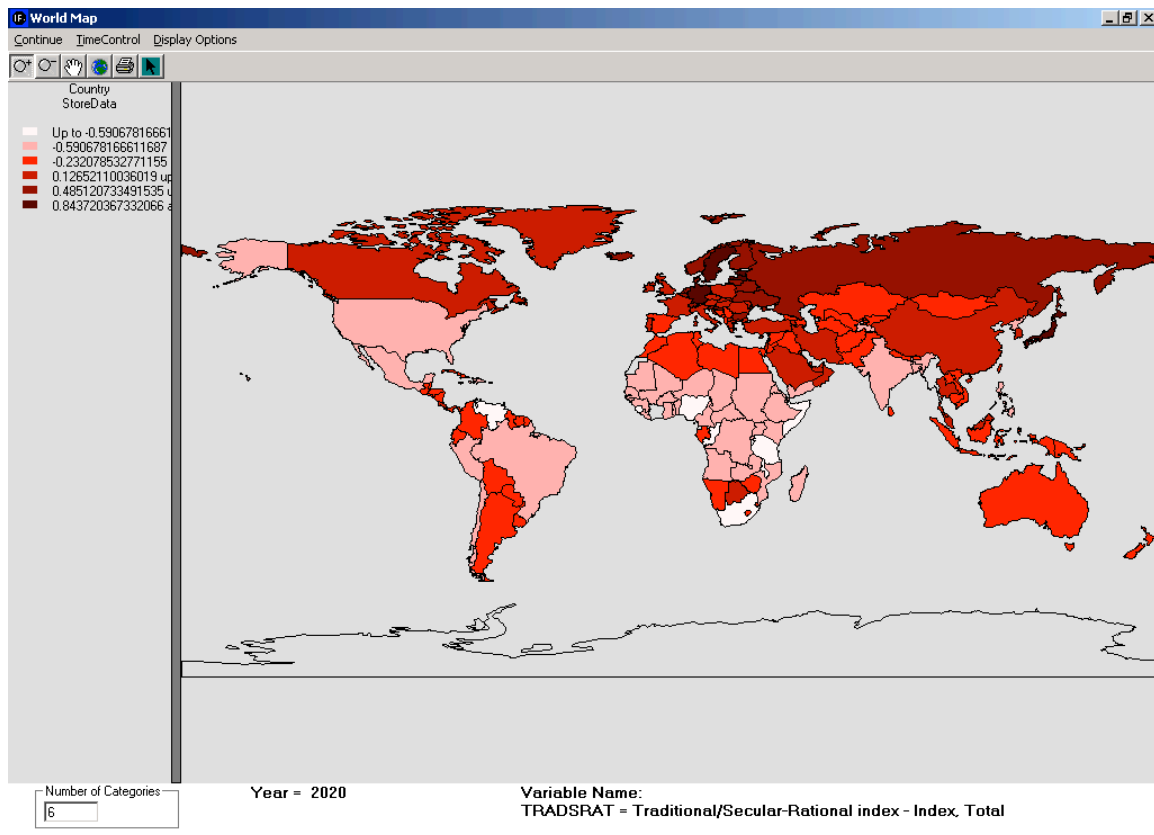 IF World Map
Continue TimeControl Display Options
Country
StoreData
Up to -0.59067816661
-0.590678166611687
-0.232078532771155
0.12652110036019 up
0.485120733491535 u
0.843720367332066 a
Number of Categories
6
Year = 2020
Variable Name:
TRADSRAT = Traditional/Secular-Rational index - Index, Total